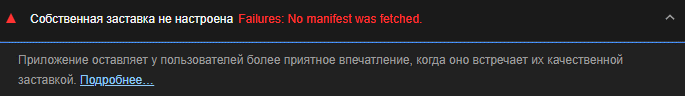 Собственная заставка не настроена Failures: No manifest was fetched.
Приложение оставляет у пользователей более приятное впечатление, когда оно встречает их качественной
заставкой. Подробнее…